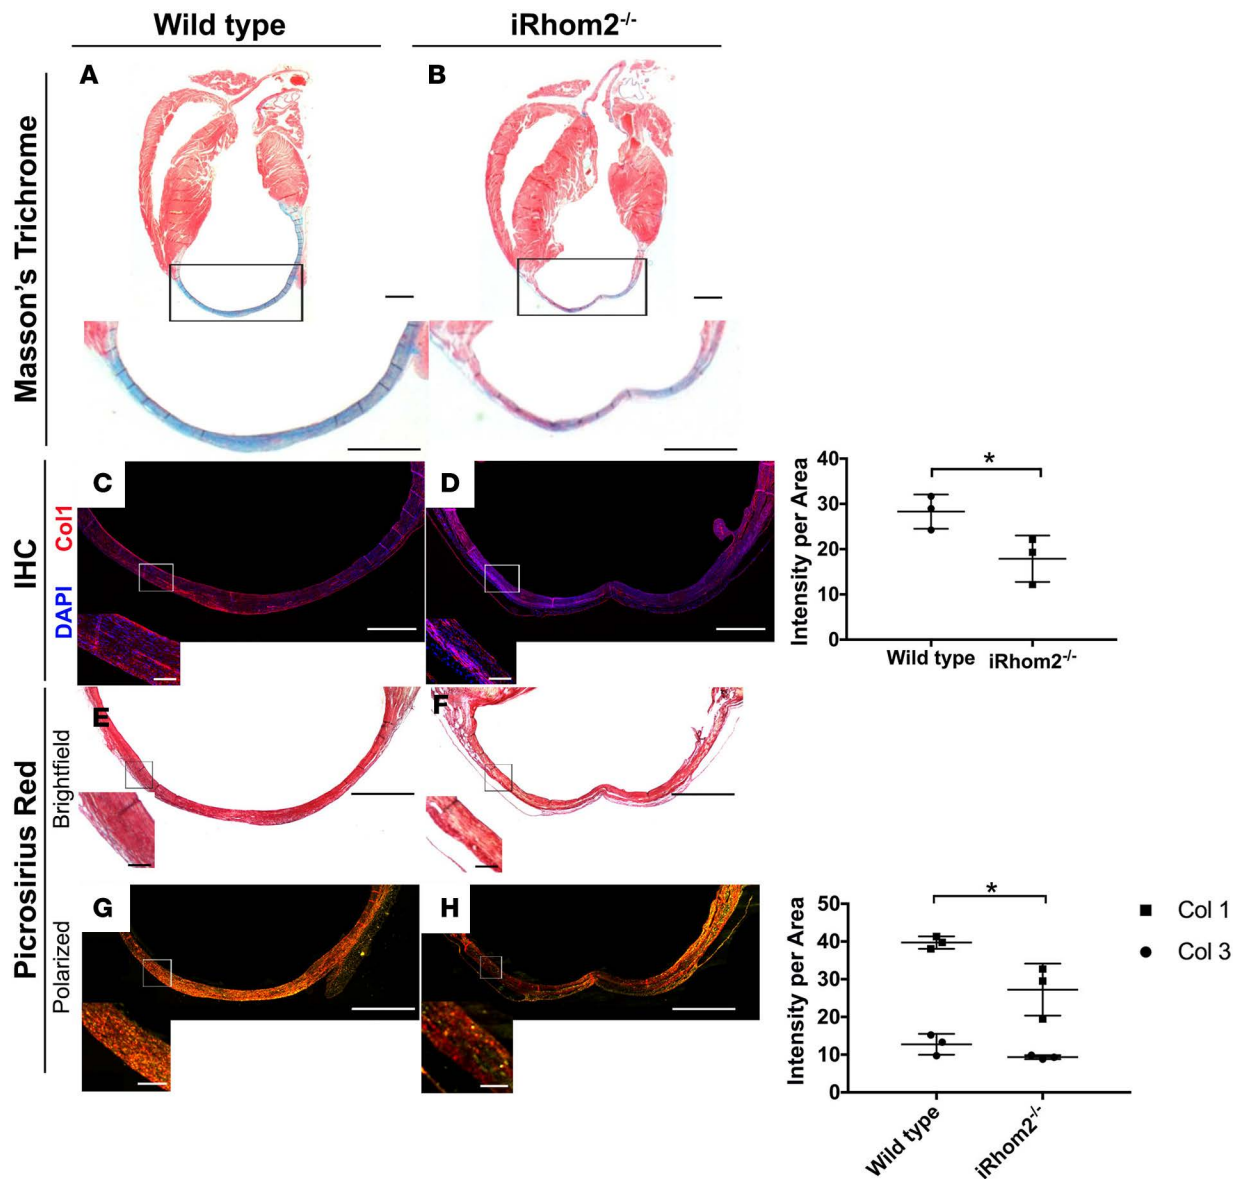 Wild type
iRhom2-/-
Masson's Trichrome
A
B
IHC
DAPI Col1
C
D
Intensity per Area
40
30
20
10
0
*
Wild type
iRhom2-/-
Picrosirius Red
Brightfield
E
F
Polarized
G
H
Intensity per Area
50
40
30
20
10
0
*
Wild type
iRhom2-/-
Col 1
Col 3